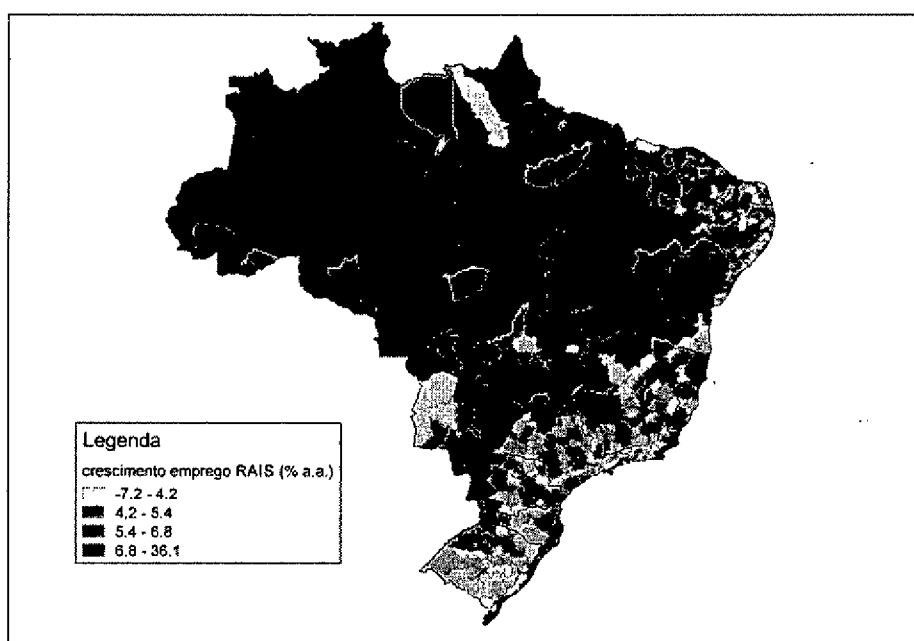 Legenda
crescimento emprego RAIS (% a.a.)
-7.2 - 4.2
4,2 - 5.4
5.4 - 6.8
6.8 - 36.1